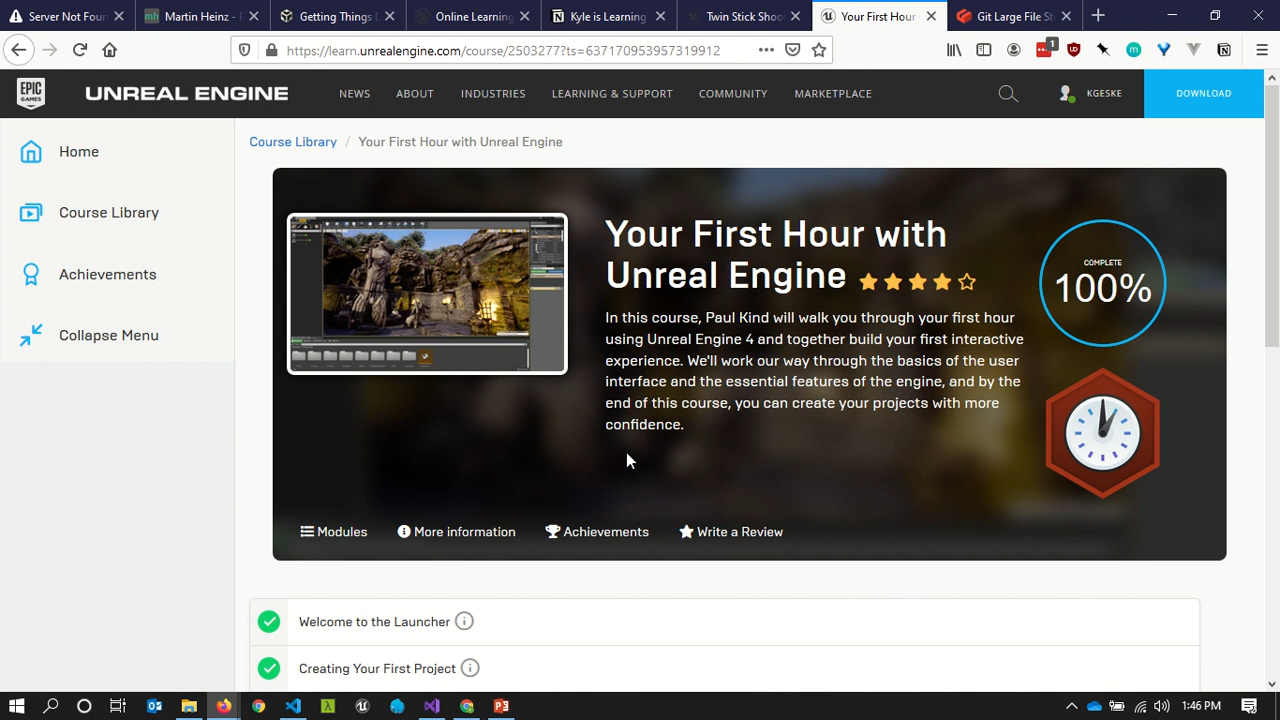 Server Not Foun
mh Martin Heinz - F
Getting Things D
Online Learning
Kyle is Learning
Twin Stick Shoo
Your First Hour
Git Large File St
https://learn.unrealengine.com/course/2503277?ts=637170953957319912
1
EPIC GAMES
UNREAL ENGINE
NEWS
ABOUT
INDUSTRIES
LEARNING & SUPPORT
COMMUNITY
MARKETPLACE
KGESKE
DOWNLOAD
Home
Course Library
Achievements
Collapse Menu
Course Library / Your First Hour with Unreal Engine
Your First Hour with
Unreal Engine
In this course, Paul Kind will walk you through your first hour
using Unreal Engine 4 and together build your first interactive
experience. We'll work our way through the basics of the user
interface and the essential features of the engine, and by the
end of this course, you can create your projects with more
confidence.
COMPLETE
100%
Modules
More information
Achievements
Write a Review
Welcome to the Launcher
Creating Your First Project
1:46 PM